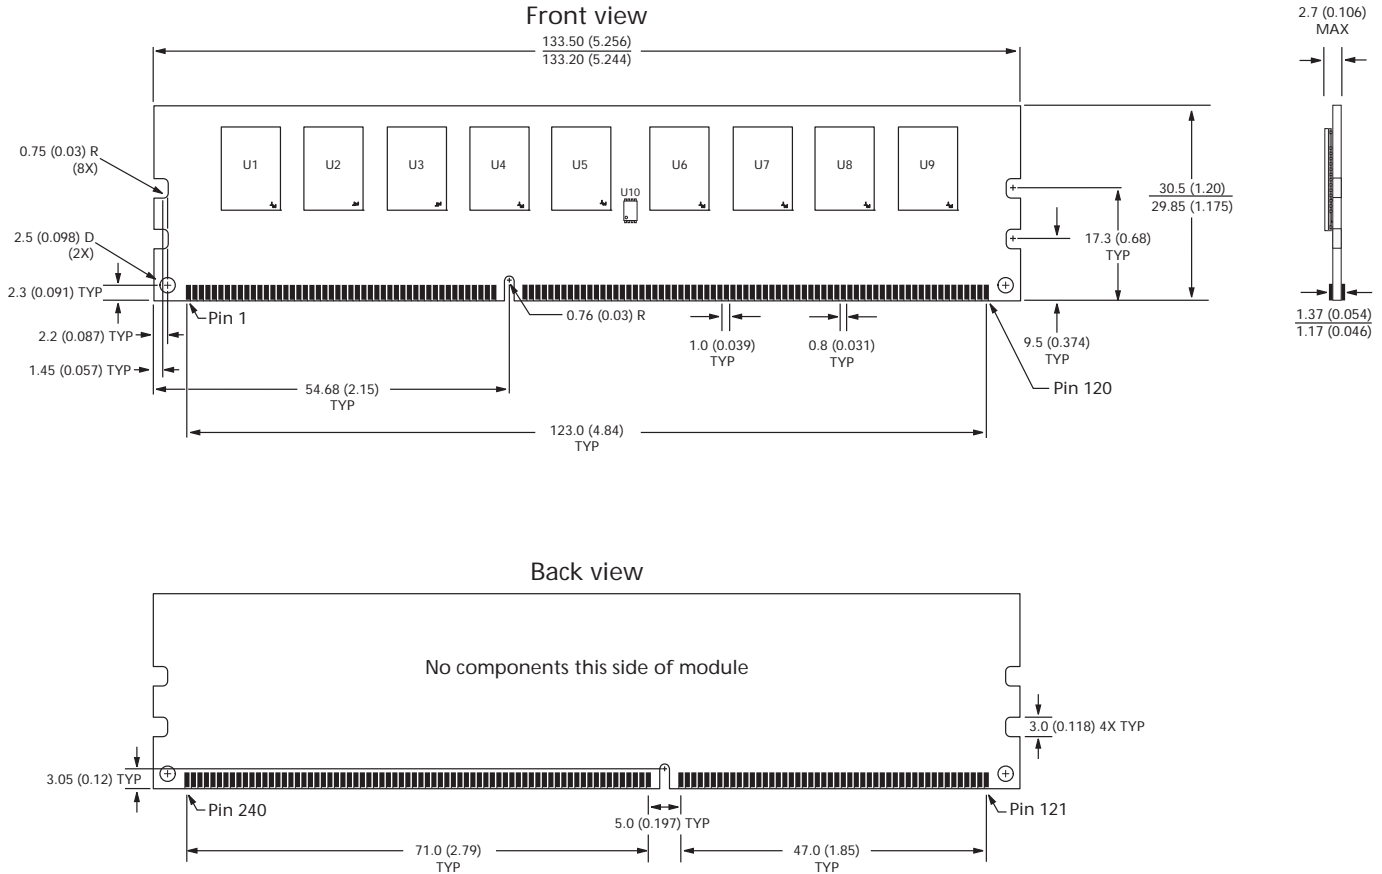 Front view
133.50 (5.256)
133.20 (5.244)
2.7 (0.106)
MAX
0.75 (0.03) R
(8X)
U1
U2
U3
U4
U5
U6
U7
U8
U9
U10
30.5 (1.20)
29.85 (1.175)
2.5 (0.098) D
(2X)
17.3 (0.68)
TYP
2.3 (0.091) TYP
Pin 1
0.76 (0.03) R
2.2 (0.087) TYP
1.0 (0.039)
TYP
0.8 (0.031)
TYP
9.5 (0.374)
TYP
1.37 (0.054)
1.17 (0.046)
1.45 (0.057) TYP
54.68 (2.15)
TYP
Pin 120
123.0 (4.84)
TYP
Back view
No components this side of module
3.0 (0.118) 4X TYP
3.05 (0.12) TYP
Pin 240
5.0 (0.197) TYP
Pin 121
71.0 (2.79)
TYP
47.0 (1.85)
TYP